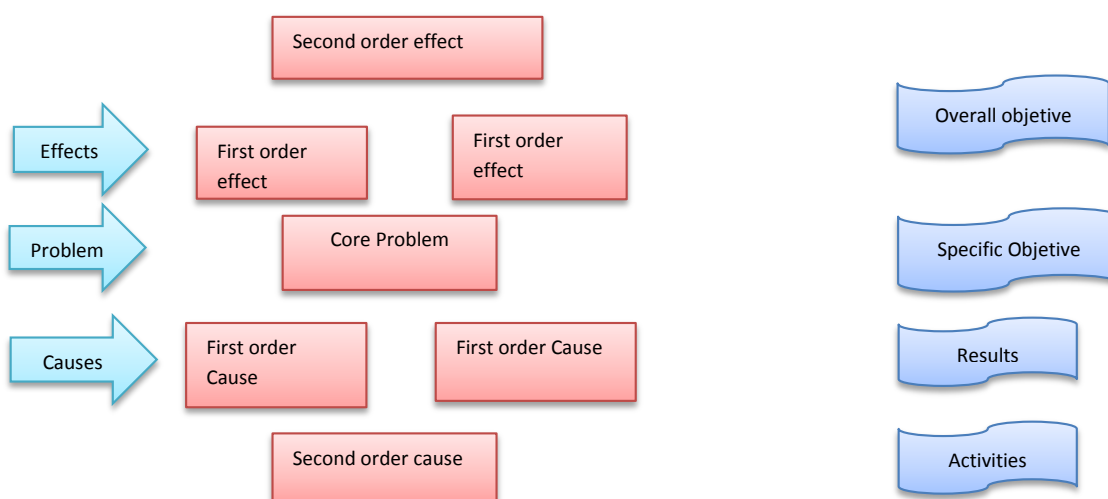 Second order effect
Overall objetive
Effects
First order
effect
First order
effect
Problem
Core Problem
Specific Objetive
Causes
First order
Cause
First order Cause
Results
Second order cause
Activities